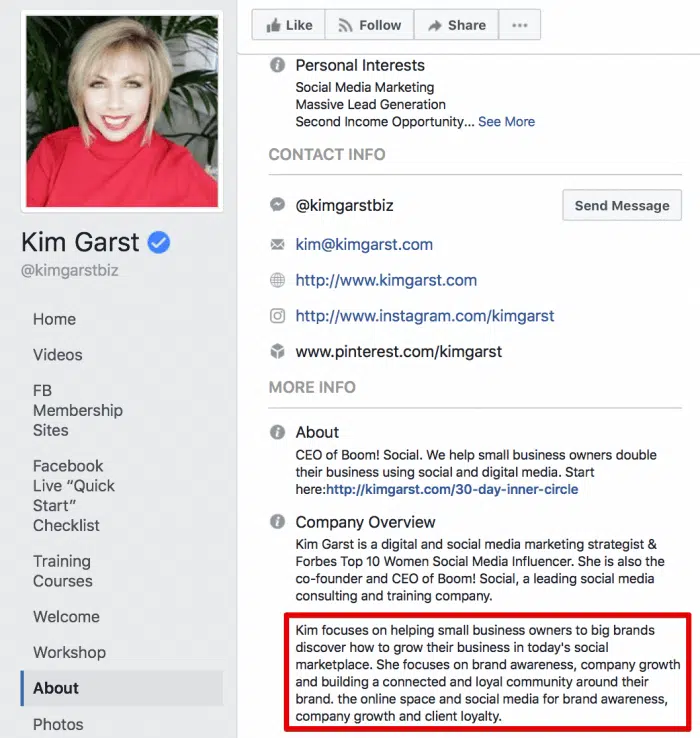 Like
Follow
Share
Kim Garst
@kimgarstbiz
Home
Videos
FB
Membership
Sites
Facebook
Live “Quick
Start”
Checklist
Training
Courses
Welcome
Workshop
About
Photos
Personal Interests
Social Media Marketing
Massive Lead Generation
Second Income Opportunity... See More
CONTACT INFO
@kimgarstbiz
Send Message
kim@kimgarst.com
http://www.kimgarst.com
http://www.instagram.com/kimgarst
www.pinterest.com/kimgarst
MORE INFO
About
CEO of Boom! Social. We help small business owners double
their business using social and digital media. Start
here:http://kimgarst.com/30-day-inner-circle
Company Overview
Kim Garst is a digital and social media marketing strategist &
Forbes Top 10 Women Social Media Influencer. She is also the
co-founder and CEO of Boom! Social, a leading social media
consulting and training company.
Kim focuses on helping small business owners to big brands
discover how to grow their business in today's social
marketplace. She focuses on brand awareness, company growth
and building a connected and loyal community around their
brand. the online space and social media for brand awareness,
company growth and client loyalty.